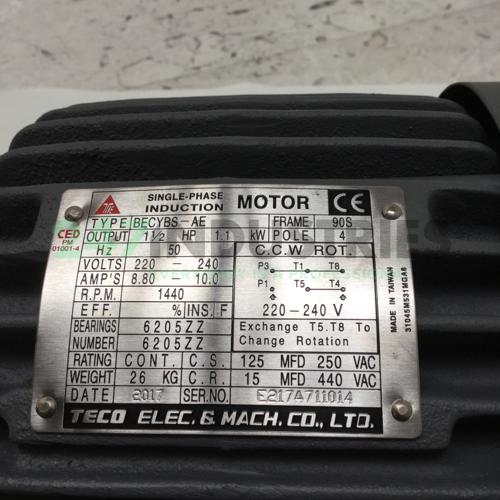 SINGLE-PHASE INDUCTION MOTOR CE
TYPE BECYBS-AE FRAME 90S
CED PM 01001-4
OUTPUT 1 1/2 HP 1.1 kW POLE 4
Hz 50 C.C.W ROT.
VOLTS 220 - 240 P3 T1 T8
AMP'S 8.80 10.0 P1 T5 T4
R.P.M. 1440
EFF. % INS. F 220-240 V
BEARINGS 6205ZZ Exchange T5.T8 To
NUMBER 6205ZZ Change Rotation
RATING CONT. C.S. 125 MFD 250 VAC
WEIGHT 26 KG C.R. 15 MFD 440 VAC
DATE 2017 SER.NO. E217A711014
TECO ELEC. & MACH. CO., LTD.
MADE IN TAIWAN
31045M531MGA8